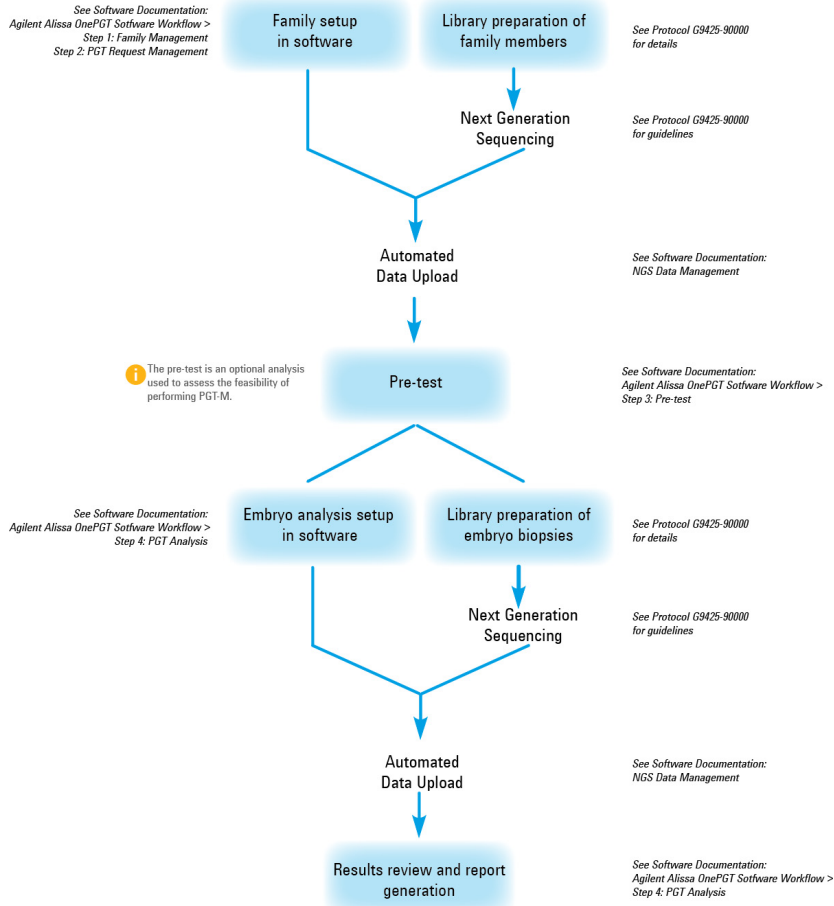 See Software Documentation:
Agilent Alissa OnePGT Sotfware Workflow >
Step 1: Family Management
Step 2: PGT Request Management
Family setup
in software
Library preparation of
family members
See Protocol G9425-90000
for details
Next Generation
Sequencing
See Protocol G9425-90000
for guidelines
Automated
Data Upload
See Software Documentation:
NGS Data Management
i
The pre-test is an optional analysis
used to assess the feasibility of
performing PGT-M.
Pre-test
See Software Documentation:
Agilent Alissa OnePGT Sotfware Workflow >
Step 3: Pre-test
See Software Documentation:
Agilent Alissa OnePGT Sotfware Workflow >
Step 4: PGT Analysis
Embryo analysis setup
in software
Library preparation of
embryo biopsies
See Protocol G9425-90000
for details
Next Generation
Sequencing
See Protocol G9425-90000
for guidelines
Automated
Data Upload
See Software Documentation:
NGS Data Management
Results review and report
generation
See Software Documentation:
Agilent Alissa OnePGT Sotfware Workflow >
Step 4: PGT Analysis